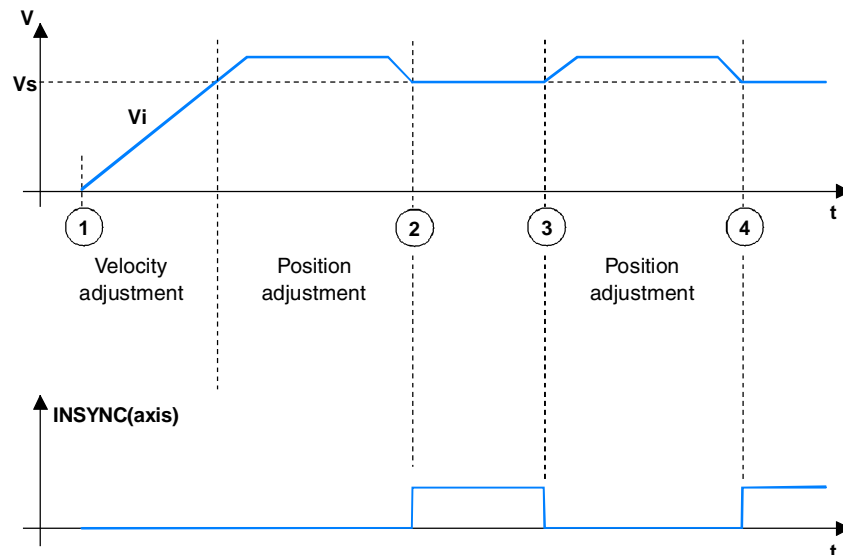 V
Vs
Vi
t
1
2
3
4
Velocity
adjustment
Position
adjustment
Position
adjustment
INSYNC(axis)
t